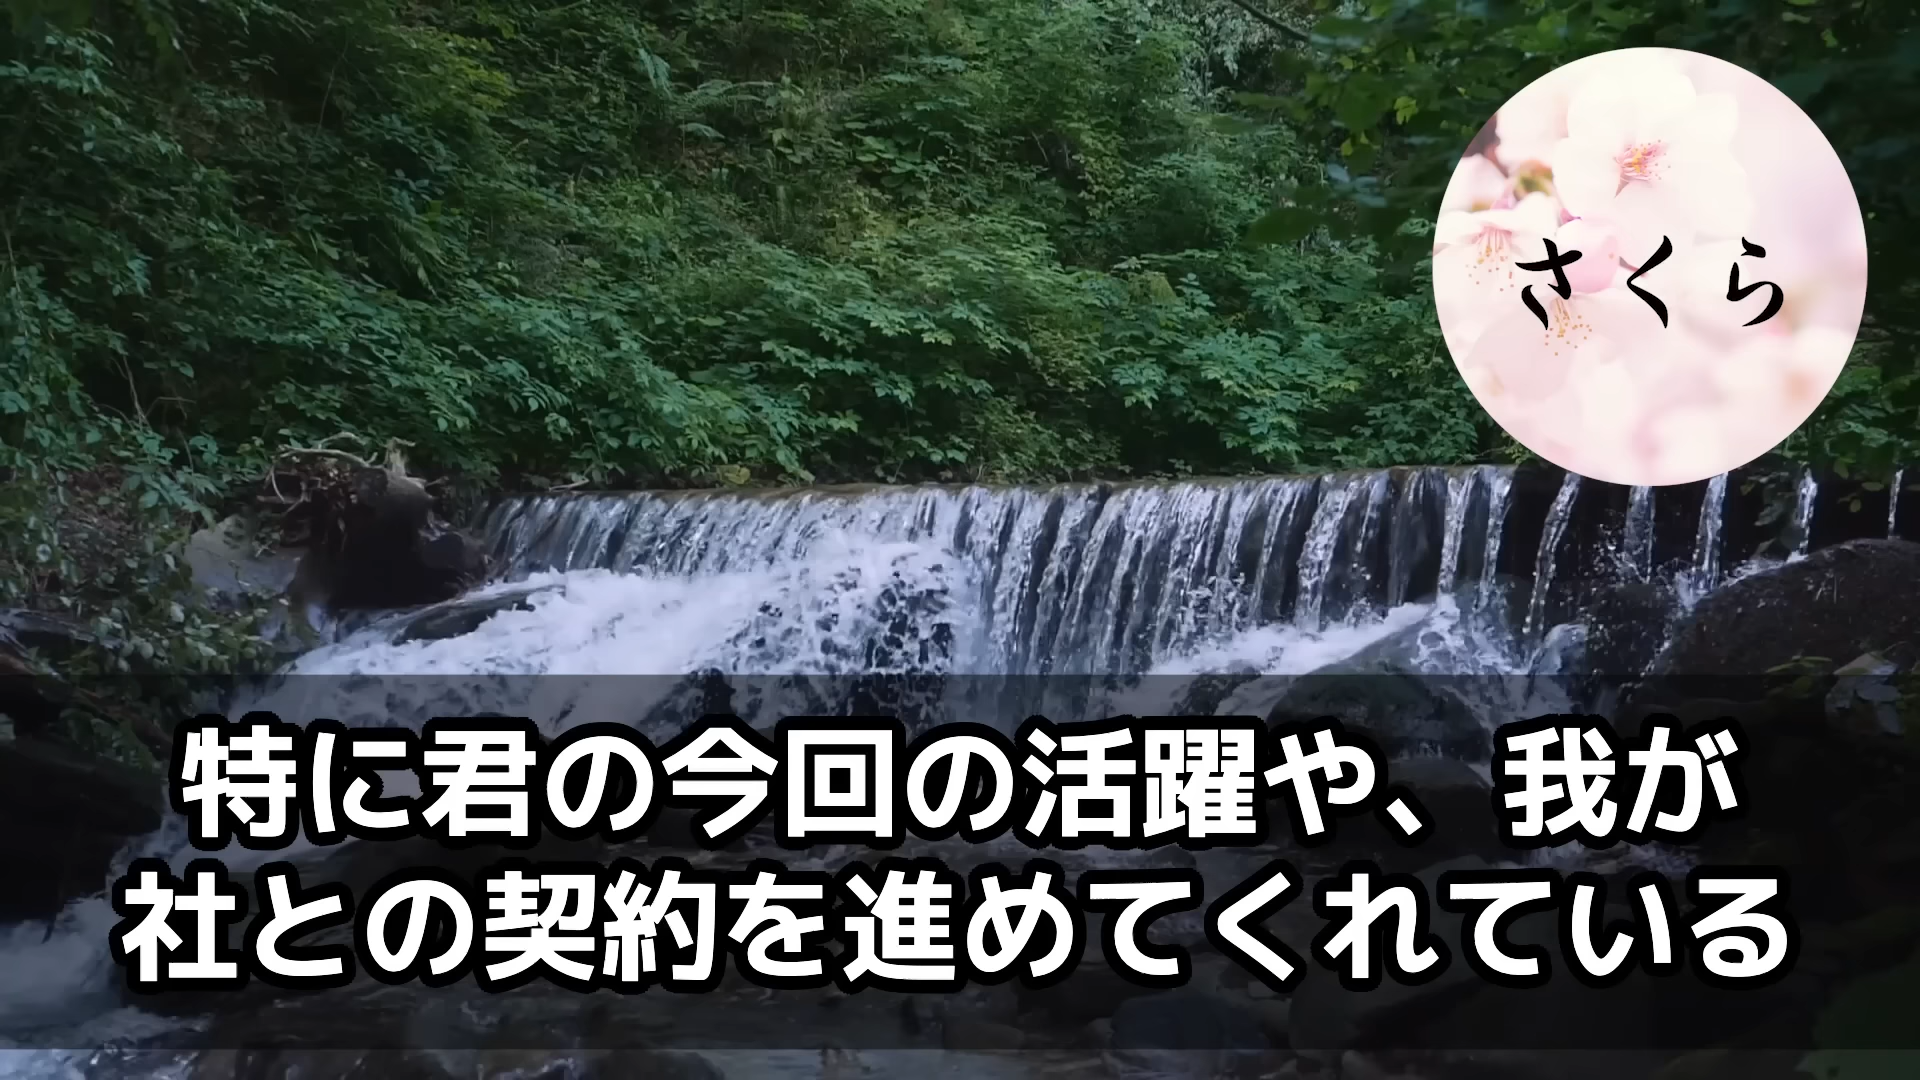 さくら
特に君の今回の活躍や、我が
社との契約を進めてくれている